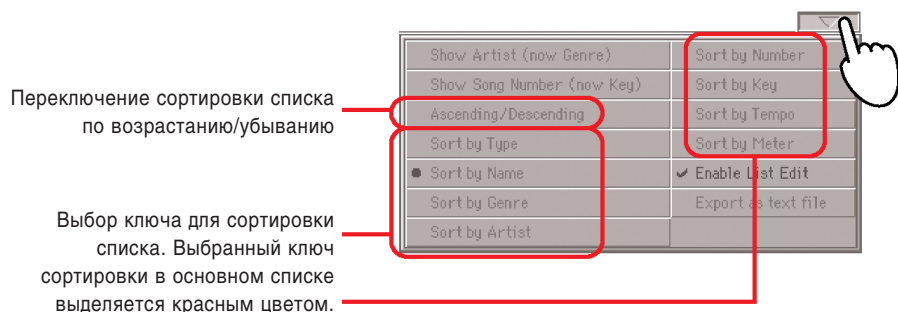 Переключение сортировки списка
по возрастанию/убыванию
Выбор ключа для сортировки
списка. Выбранный ключ
сортировки в основном списке
выделяется красным цветом.
Show Artist (now Genre)
Show Song Number (now Key)
Ascending/Descending
Sort by Type
Sort by Name
Sort by Genre
Sort by Artist
Sort by Number
Sort by Key
Sort by Tempo
Sort by Meter
Enable List Edit
Export as text file